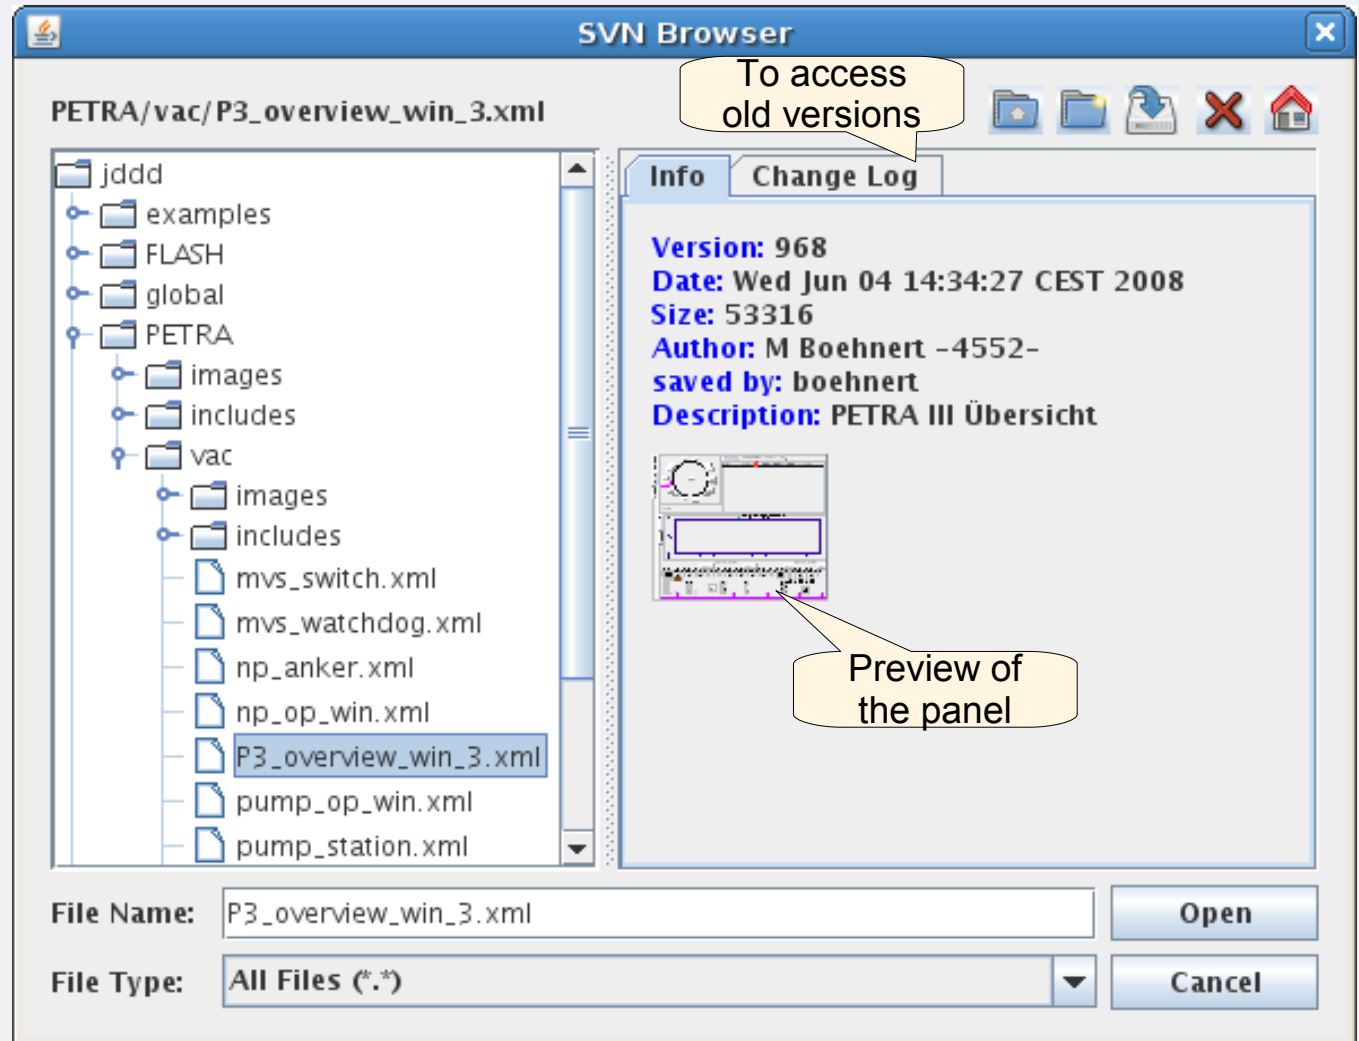 SVN Browser
To access
old versions
PETRA/vac/P3_overview_win_3.xml
jddd
examples
FLASH
global
PETRA
images
includes
vac
images
includes
mvs_switch.xml
mvs_watchdog.xml
np_anker.xml
np_op_win.xml
P3_overview_win_3.xml
pump_op_win.xml
pump_station.xml
Info
Change Log
Version: 968
Date: Wed Jun 04 14:34:27 CEST 2008
Size: 53316
Author: M Boehnert -4552-
saved by: boehnert
Description: PETRA III Übersicht
Preview of
the panel
File Name:
P3_overview_win_3.xml
Open
File Type:
All Files (*.*)
Cancel